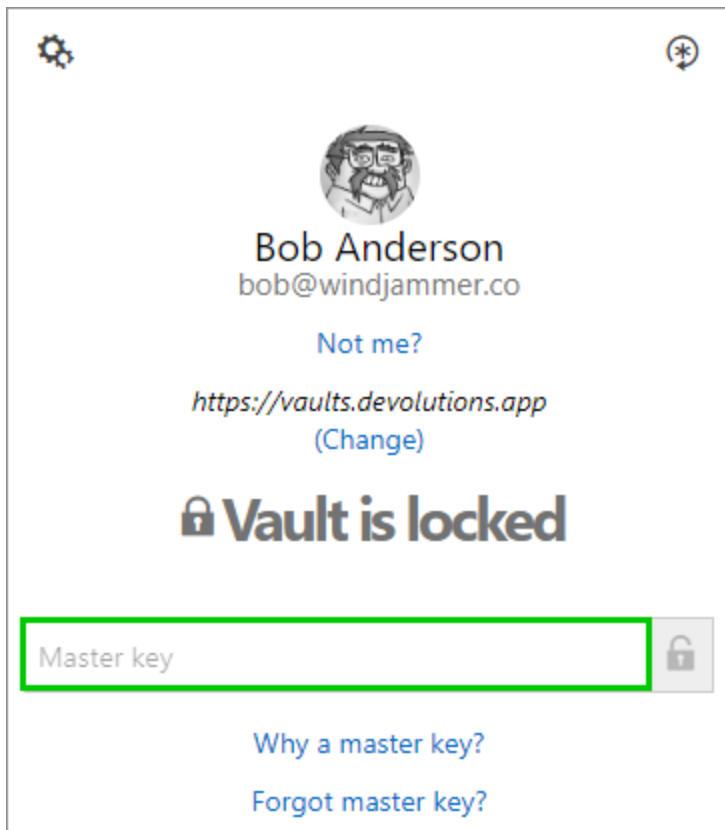 Bob Anderson
bob@windjammer.co
Not me?
https://vaults.devolutions.app
(Change)
Vault is locked
Master key
Why a master key?
Forgot master key?